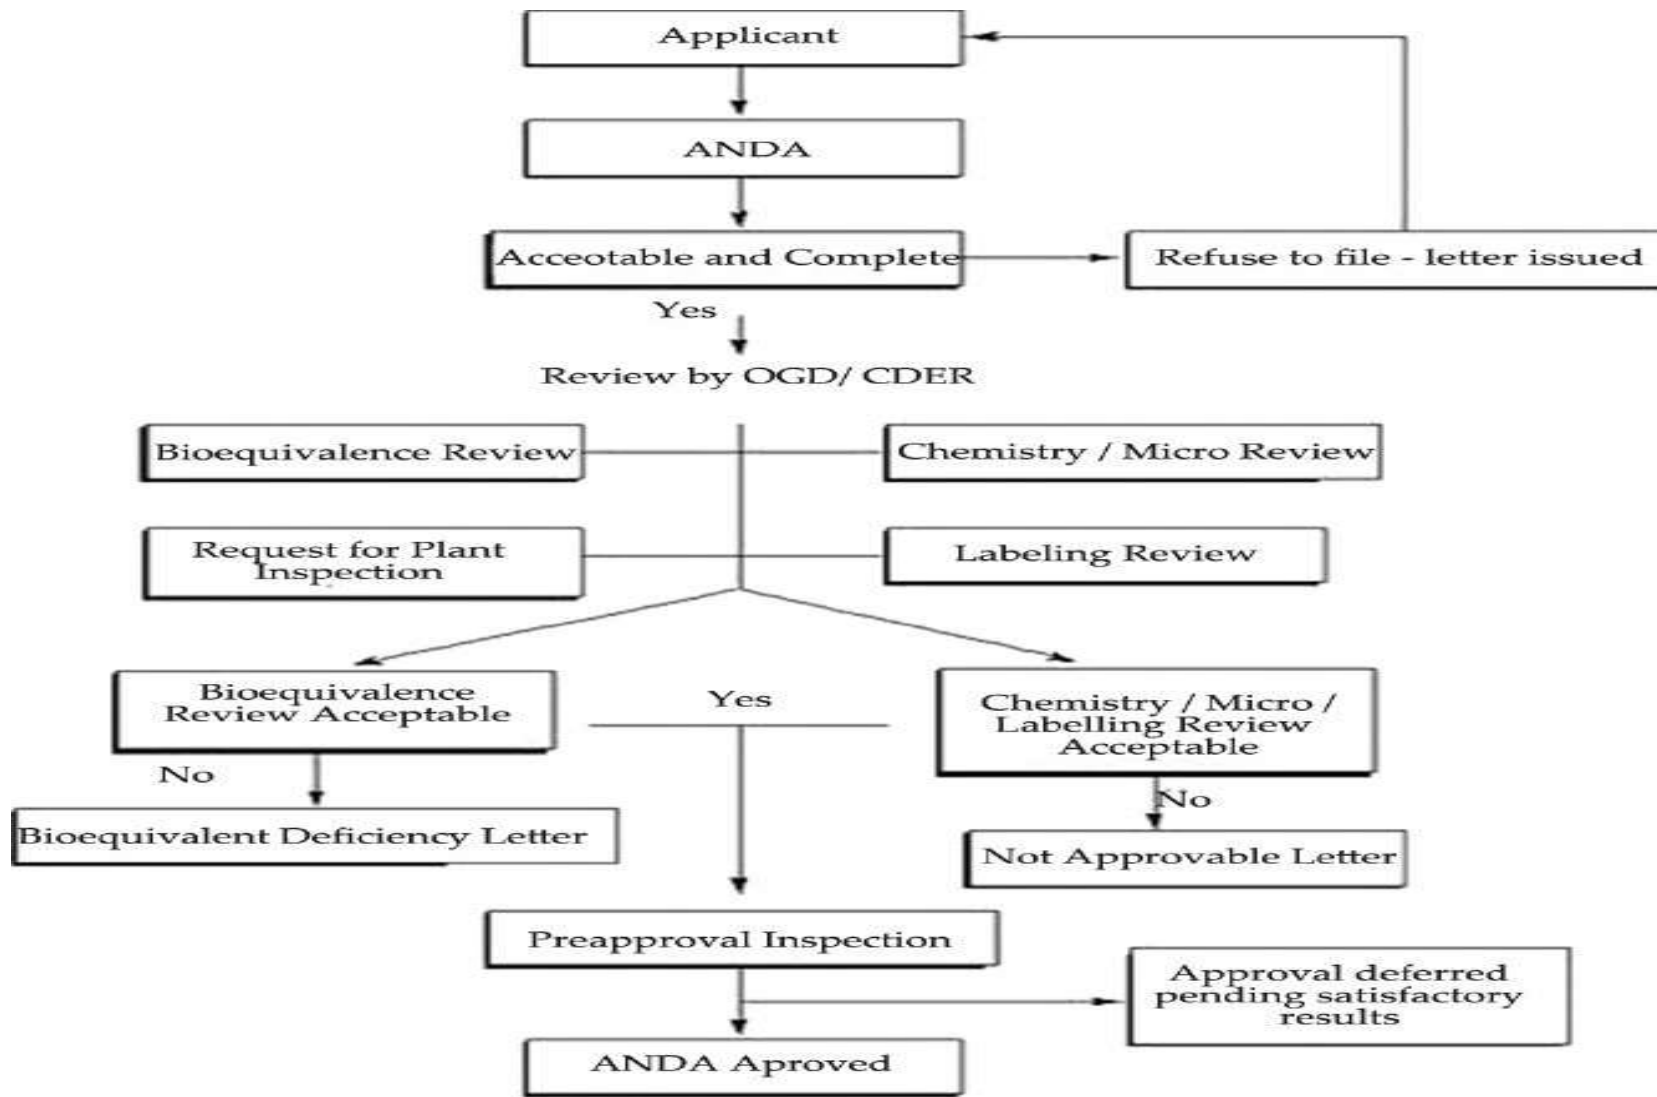 Applicant
ANDA
Acceotable and Complete
Refuse to file - letter issued
Yes
Review by OGD/ CDER
Bioequivalence Review
Chemistry / Micro Review
Request for Plant
Inspection
Labeling Review
Bioequivalence
Review Acceptable
Yes
Chemistry / Micro /
Labelling Review
Acceptable
No
Bioequivalent Deficiency Letter
No
Not Approvable Letter
Preapproval Inspection
Approval deferred
pending satisfactory
results
ANDA Aproved